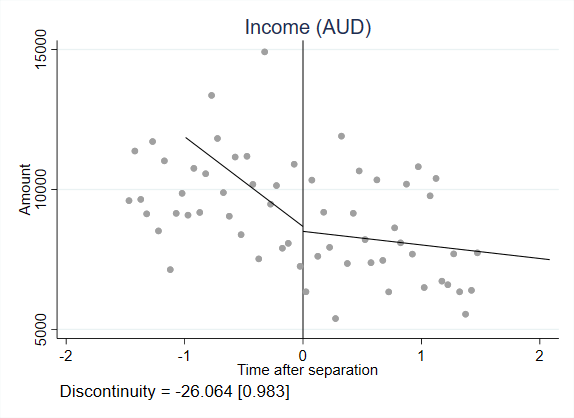 Income (AUD)
15000
10000
5000
Amount
-2 -1 0 1 2
Time after separation
Discontinuity = -26.064 [0.983]